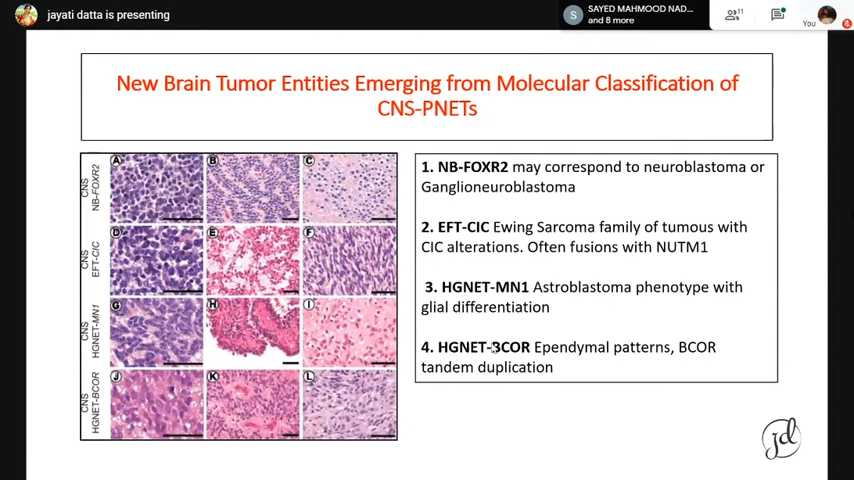 jayati datta is presenting
SAYED MAHMOOD NAD...
and 8 more
S
11
You
New Brain Tumor Entities Emerging from Molecular Classification of
CNS-PNETs
CNS
NB-FOXR2
A
B
C
CNS
EFT-CIC
D
E
F
CNS
HGNET-MN1
G
H
I
CNS
HGNET-BCOR
J
K
L
1. NB-FOXR2 may correspond to neuroblastoma or
Ganglioneuroblastoma
2. EFT-CIC Ewing Sarcoma family of tumous with
CIC alterations. Often fusions with NUTM1
3. HGNET-MN1 Astroblastoma phenotype with
glial differentiation
4. HGNET-BCOR Ependymal patterns, BCOR
tandem duplication
jd